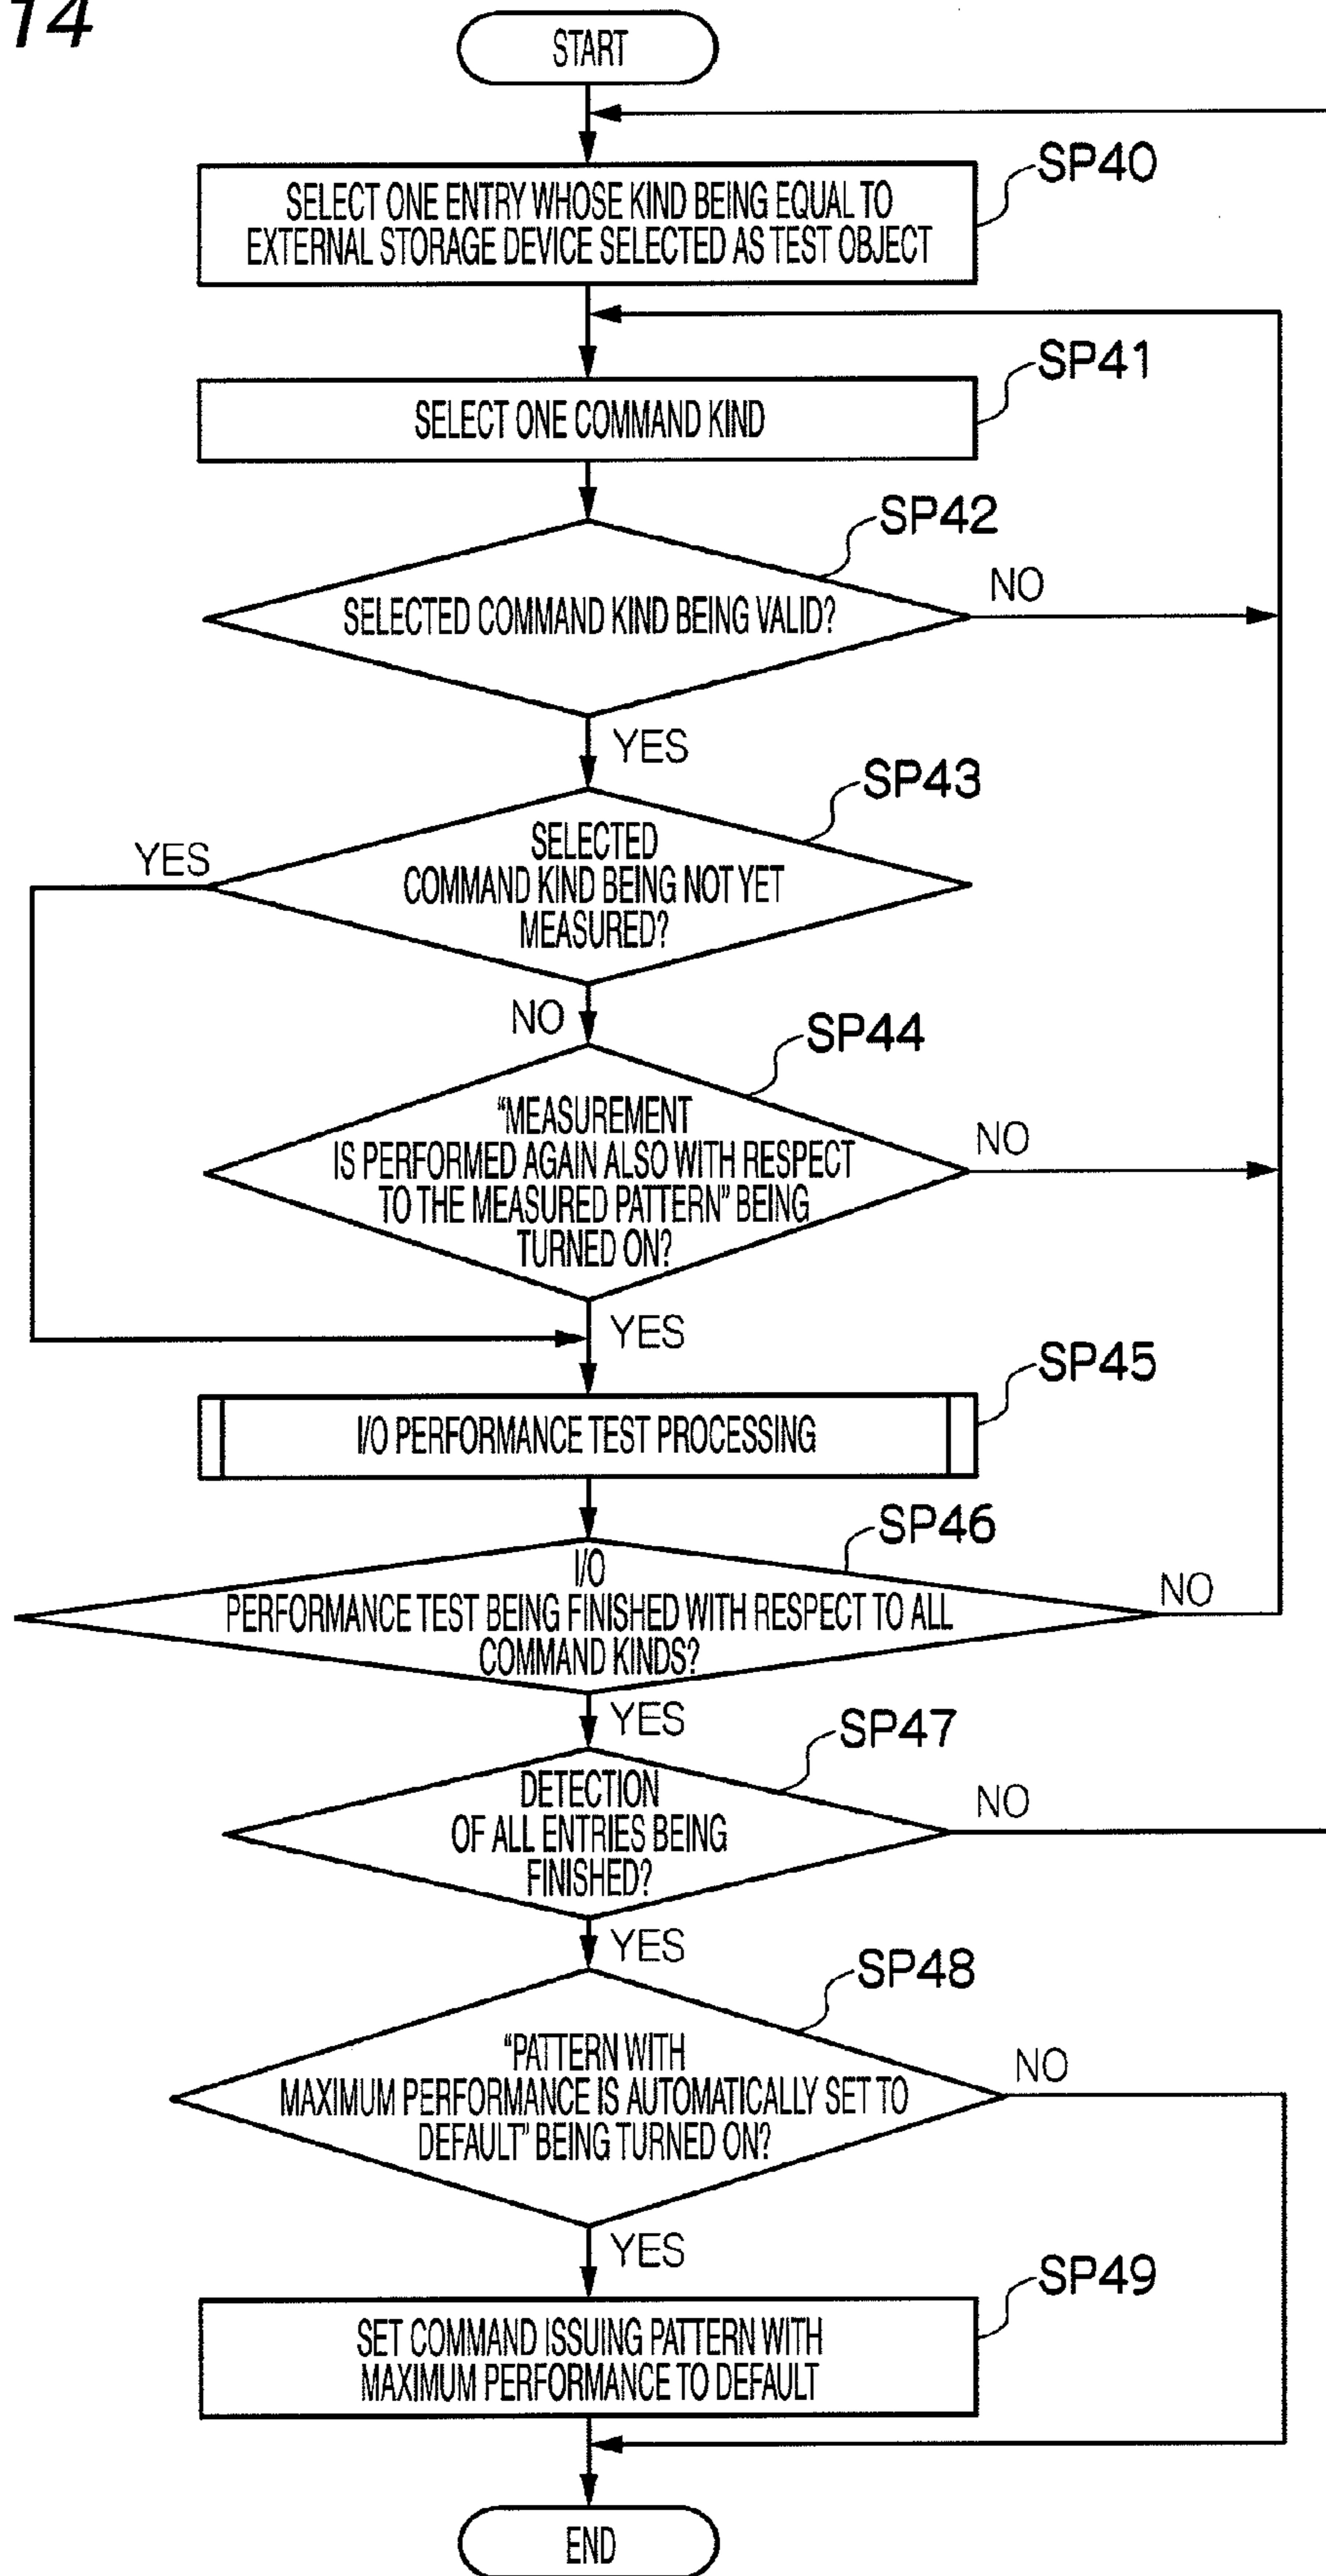 14
START
SP40
SELECT ONE ENTRY WHOSE KIND BEING EQUAL TO
EXTERNAL STORAGE DEVICE SELECTED AS TEST OBJECT
SP41
SELECT ONE COMMAND KIND
SP42
SELECTED COMMAND KIND BEING VALID?
NO
YES
SP43
YES
SELECTED
COMMAND KIND BEING NOT YET
MEASURED?
NO
SP44
"MEASUREMENT
IS PERFORMED AGAIN ALSO WITH RESPECT
TO THE MEASURED PATTERN" BEING
TURNED ON?
NO
YES
SP45
I/O PERFORMANCE TEST PROCESSING
SP46
I/O
PERFORMANCE TEST BEING FINISHED WITH RESPECT TO ALL
COMMAND KINDS?
NO
YES
SP47
DETECTION
OF ALL ENTRIES BEING
FINISHED?
NO
YES
SP48
"PATTERN WITH
MAXIMUM PERFORMANCE IS AUTOMATICALLY SET TO
DEFAULT" BEING TURNED ON?
NO
YES
SP49
SET COMMAND ISSUING PATTERN WITH
MAXIMUM PERFORMANCE TO DEFAULT
END